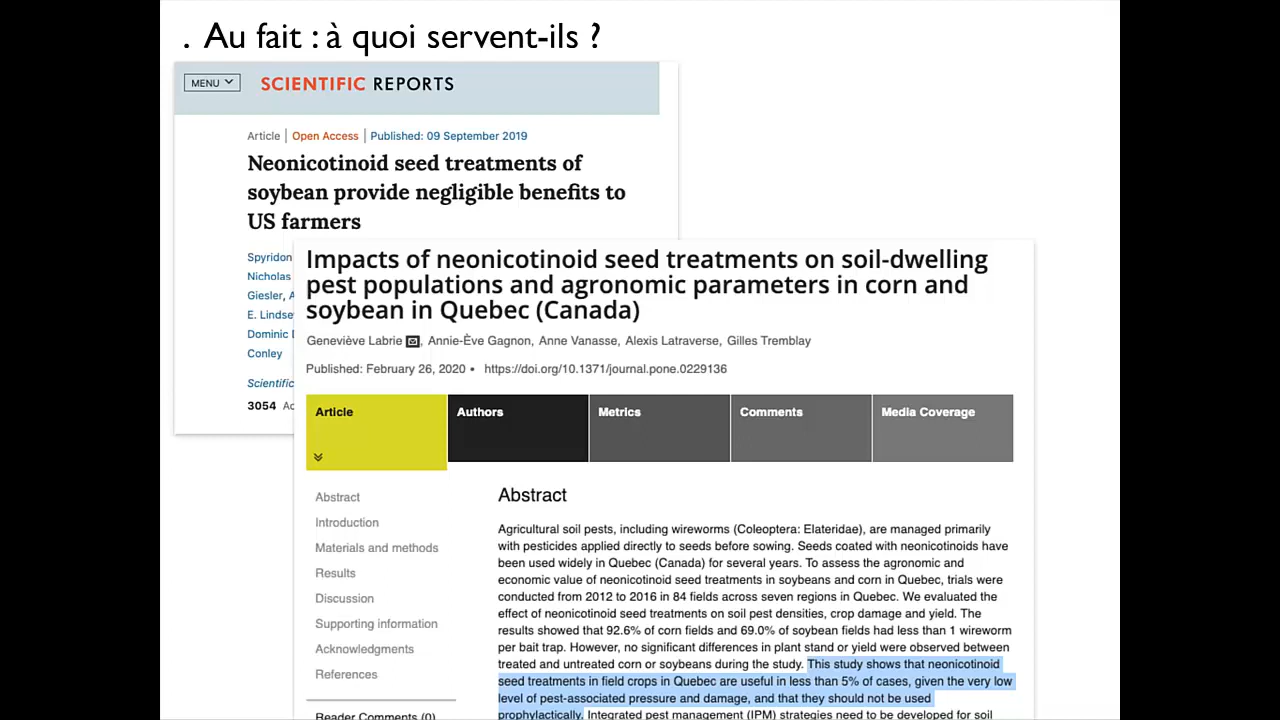 . Au fait : à quoi servent-ils ?
MENU
SCIENTIFIC REPORTS
Article | Open Access | Published: 09 September 2019
Neonicotinoid seed treatments of
soybean provide negligible benefits to
US farmers
Spyridon
Nicholas
Giesler, A
E. Lindse
Dominic
Conley
Scientific
3054
Impacts of neonicotinoid seed treatments on soil-dwelling
pest populations and agronomic parameters in corn and
soybean in Quebec (Canada)
Geneviève Labrie, Annie-Ève Gagnon, Anne Vanasse, Alexis Latraverse, Gilles Tremblay
Published: February 26, 2020 • https://doi.org/10.1371/journal.pone.0229136
Article Authors Metrics Comments Media Coverage
Abstract
Introduction
Materials and methods
Results
Discussion
Supporting information
Acknowledgments
References
Reader Comments (0)
Abstract
Agricultural soil pests, including wireworms (Coleoptera: Elateridae), are managed primarily
with pesticides applied directly to seeds before sowing. Seeds coated with neonicotinoids have
been used widely in Quebec (Canada) for several years. To assess the agronomic and
economic value of neonicotinoid seed treatments in soybeans and corn in Quebec, trials were
conducted from 2012 to 2016 in 84 fields across seven regions in Quebec. We evaluated the
effect of neonicotinoid seed treatments on soil pest densities, crop damage and yield. The
results showed that 92.6% of corn fields and 69.0% of soybean fields had less than 1 wireworm
per bait trap. However, no significant differences in plant stand or yield were observed between
treated and untreated corn or soybeans during the study. This study shows that neonicotinoid
seed treatments in field crops in Quebec are useful in less than 5% of cases, given the very low
level of pest-associated pressure and damage, and that they should not be used
prophylactically. Integrated pest management (IPM) strategies need to be developed for soil